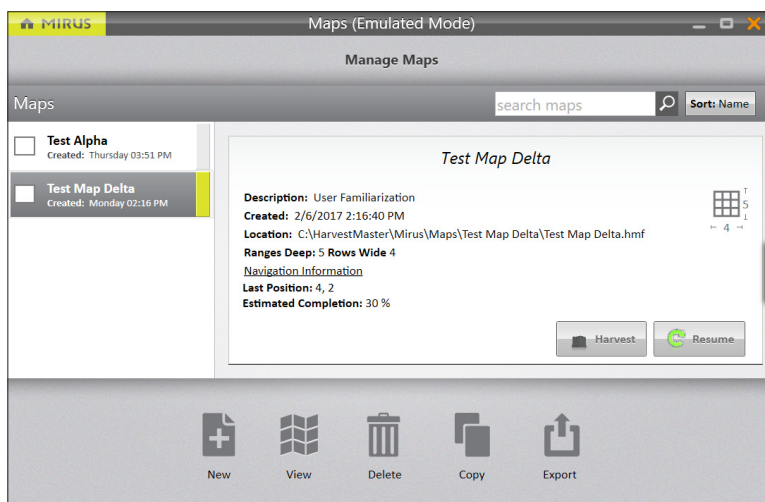 MIRUS
Maps (Emulated Mode)
Manage Maps
Maps
search maps
Sort: Name
Test Alpha
Created: Thursday 03:51 PM
Test Map Delta
Created: Monday 02:16 PM
Test Map Delta
Description: User Familiarization
Created: 2/6/2017 2:16:40 PM
Location: C:\HarvestMaster\Mirus\Maps\Test Map Delta\Test Map Delta.hmf
Ranges Deep: 5 Rows Wide 4
Navigation Information
Last Position: 4, 2
Estimated Completion: 30 %
5
4
Harvest
Resume
New
View
Delete
Copy
Export